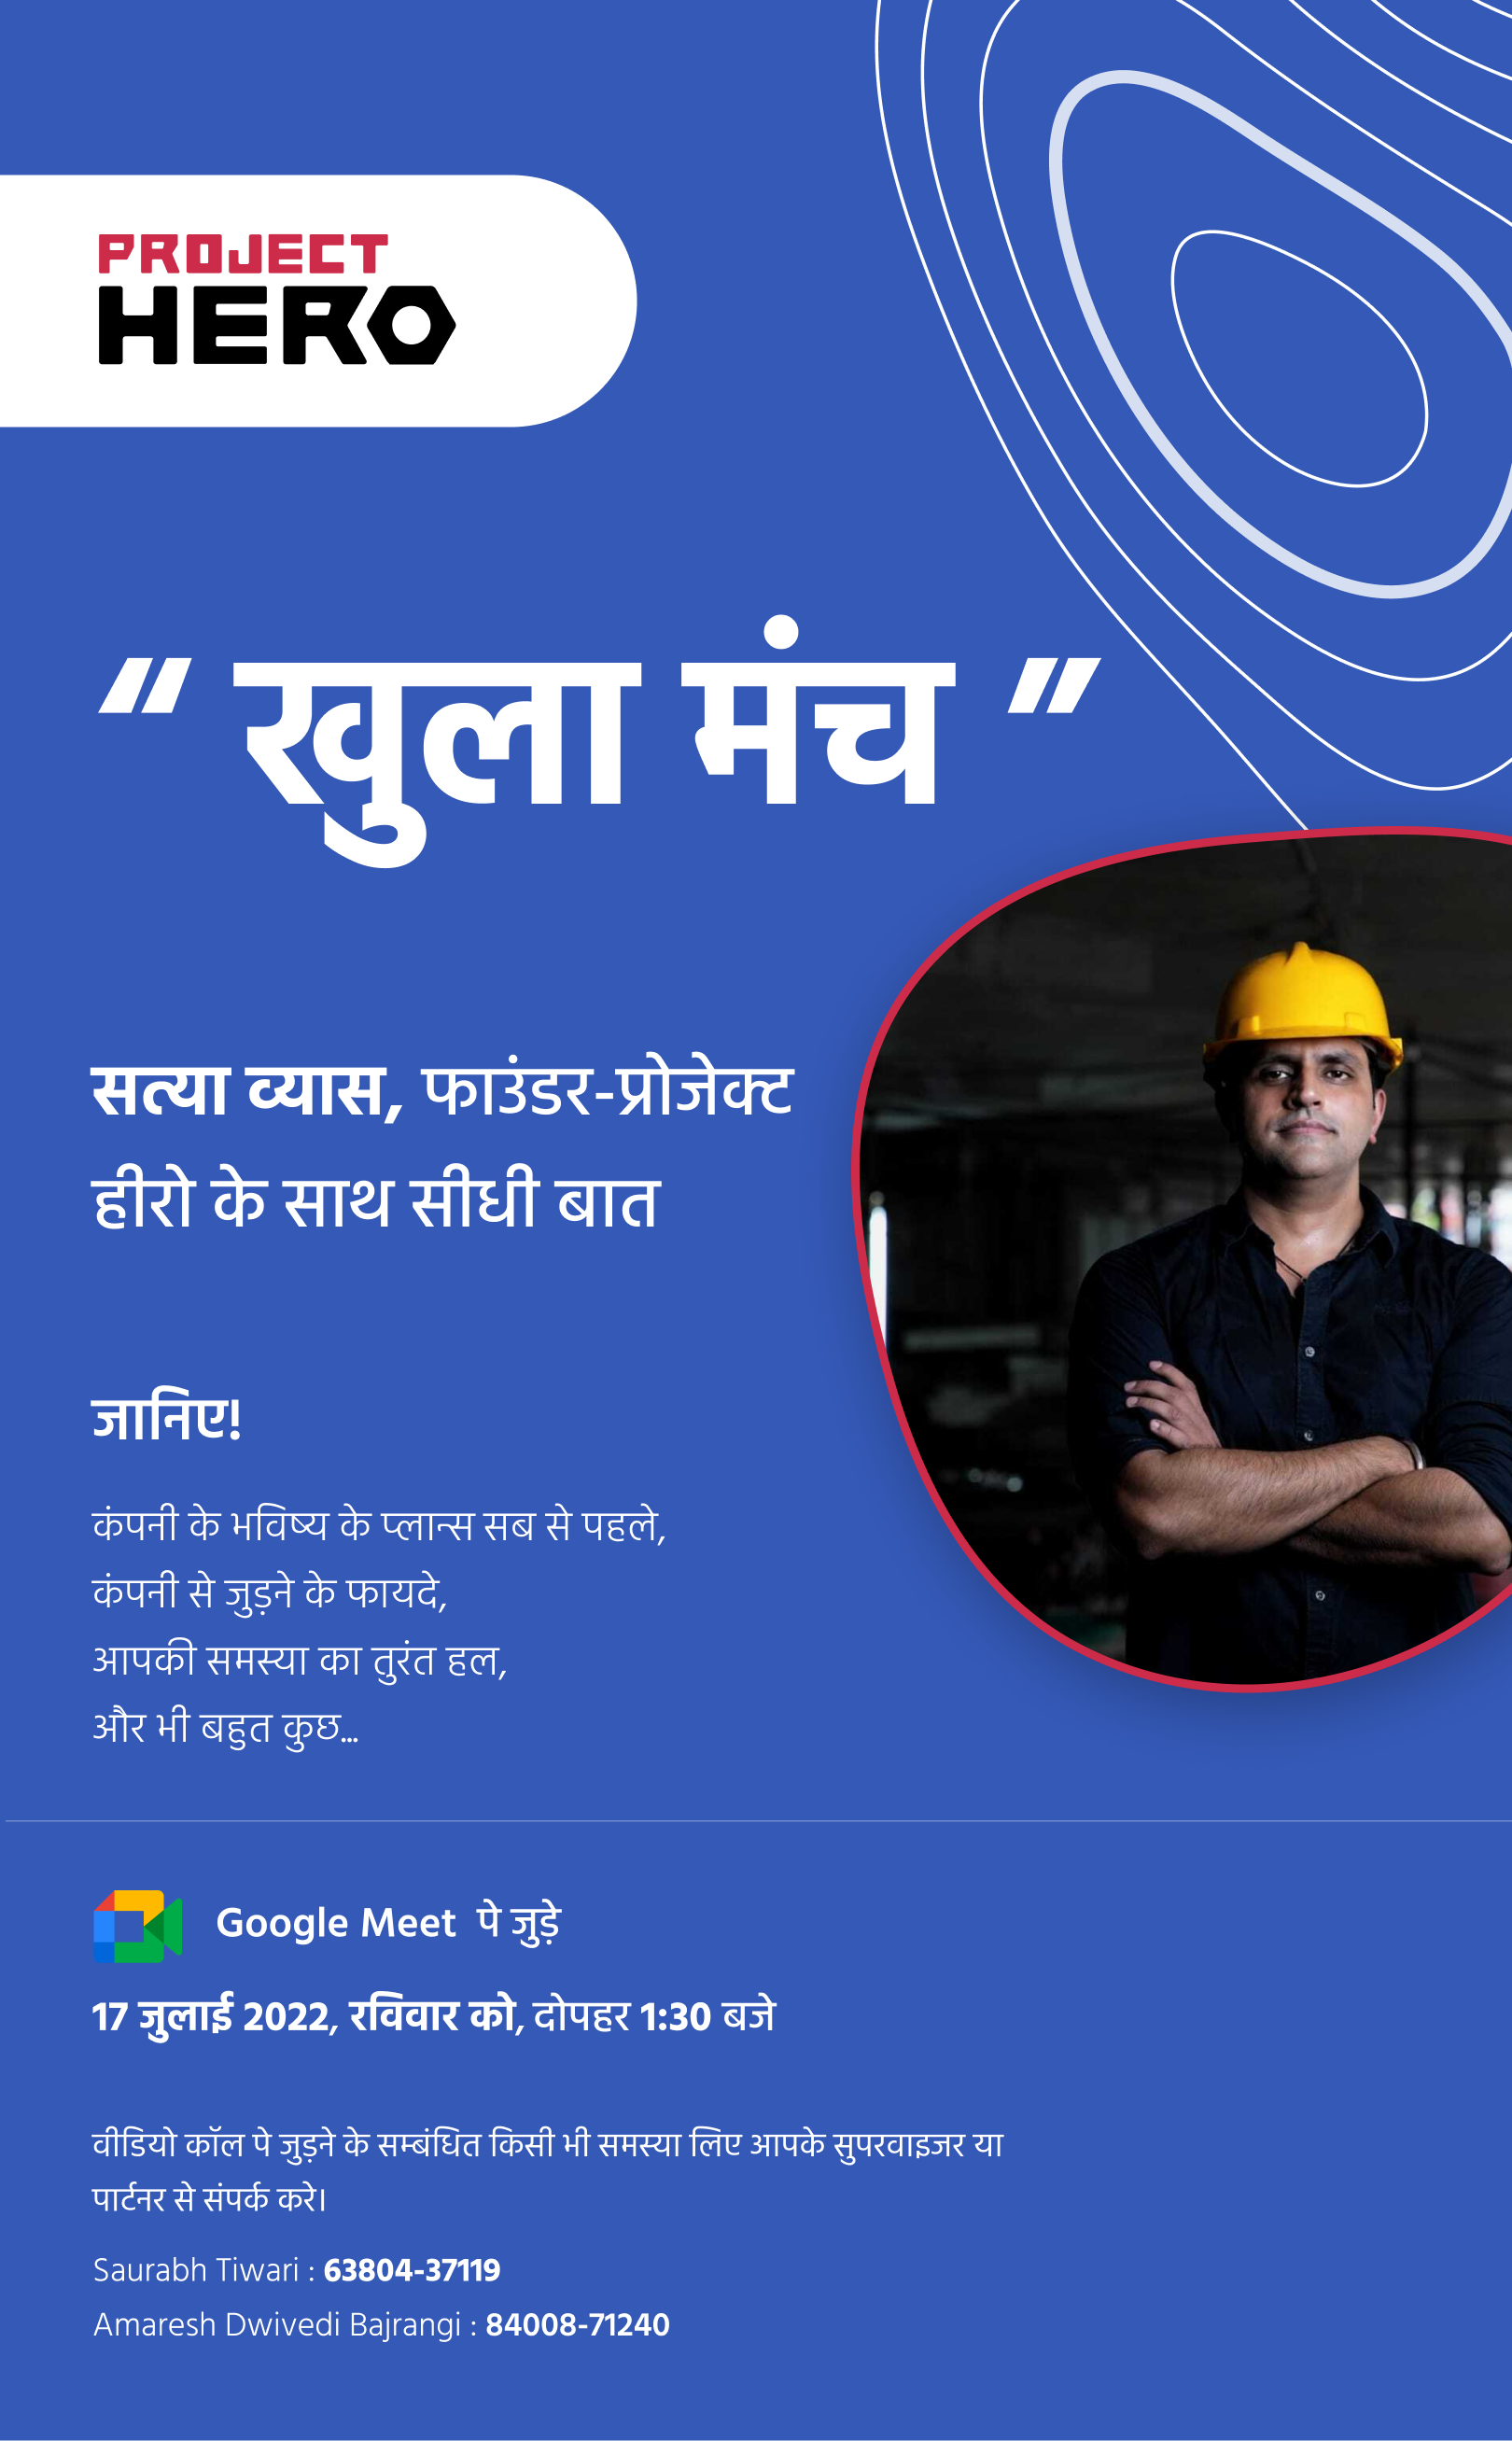 PROJECT
HERO
“ खुला मंच ”
सत्या व्यास, फाउंडर-प्रोजेक्ट
हीरो के साथ सीधी बात
जानिए!
कंपनी के भविष्य के प्लान्स सब से पहले,
कंपनी से जुड़ने के फायदे,
आपकी समस्या का तुरंत हल,
और भी बहुत कुछ...
Google Meet पे जुड़े
17 जुलाई 2022, रविवार को, दोपहर 1:30 बजे
वीडियो कॉल पे जुड़ने के सम्बंधित किसी भी समस्या लिए आपके सुपरवाइजर या
पार्टनर से संपर्क करे।
Saurabh Tiwari : 63804-37119
Amaresh Dwivedi Bajrangi : 84008-71240